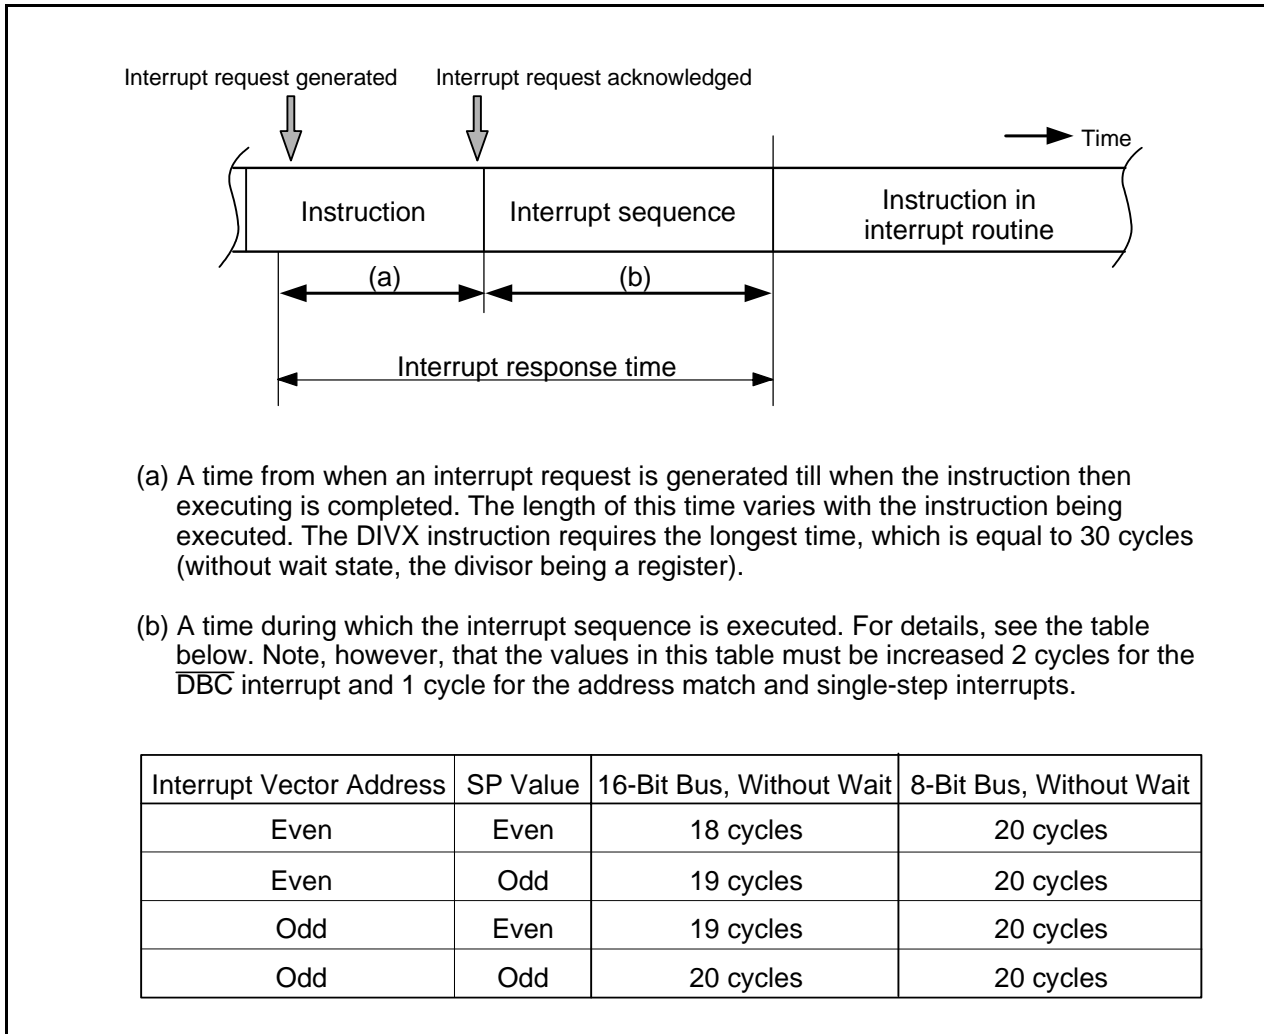 Interrupt request generated
Interrupt request acknowledged
Time
Instruction
Interrupt sequence
Instruction in
interrupt routine
(a)
(b)
Interrupt response time
(a) A time from when an interrupt request is generated till when the instruction then
executing is completed. The length of this time varies with the instruction being
executed. The DIVX instruction requires the longest time, which is equal to 30 cycles
(without wait state, the divisor being a register).
(b) A time during which the interrupt sequence is executed. For details, see the table
below. Note, however, that the values in this table must be increased 2 cycles for the
DBC interrupt and 1 cycle for the address match and single-step interrupts.
Interrupt Vector Address SP Value 16-Bit Bus, Without Wait 8-Bit Bus, Without Wait
Even Even 18 cycles 20 cycles
Even Odd 19 cycles 20 cycles
Odd Even 19 cycles 20 cycles
Odd Odd 20 cycles 20 cycles